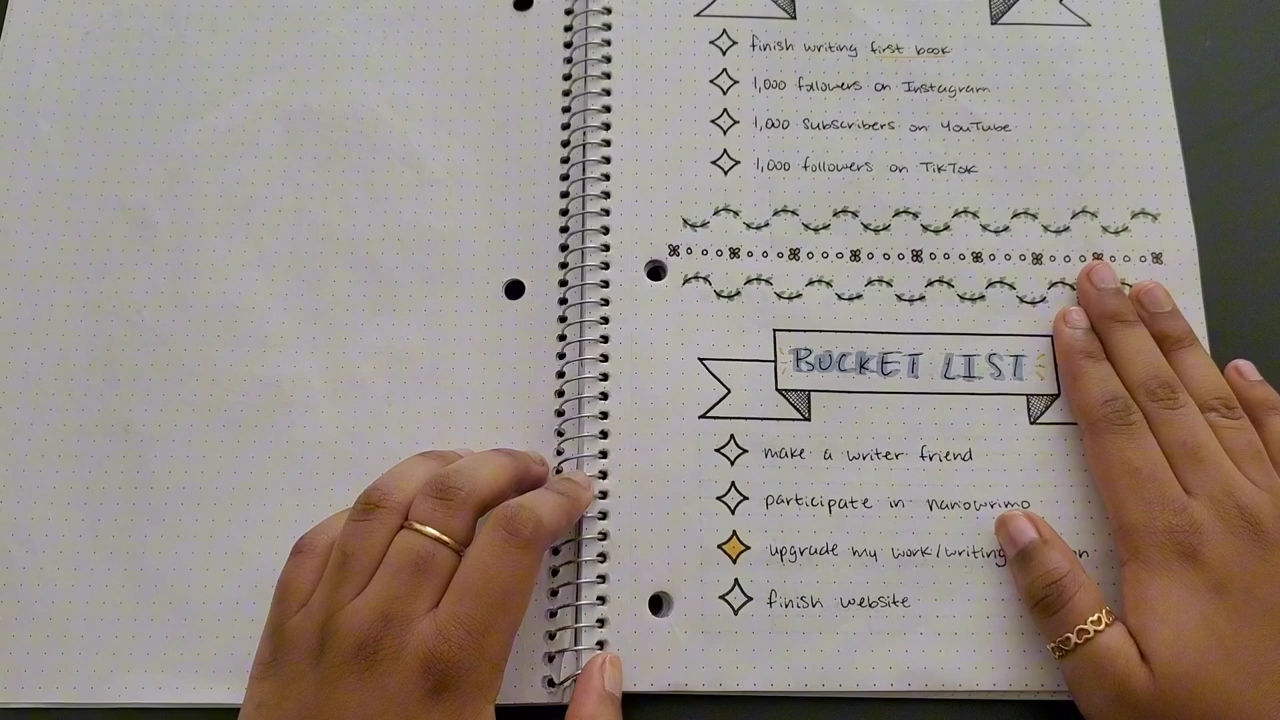 finish writing first book
1,000 followers on Instagram
1,000 subscribers on YouTube
1,000 followers on TikTok
BUCKET LIST
make a writer friend
participate in nanowrimo
upgrade my work/writing
finish website